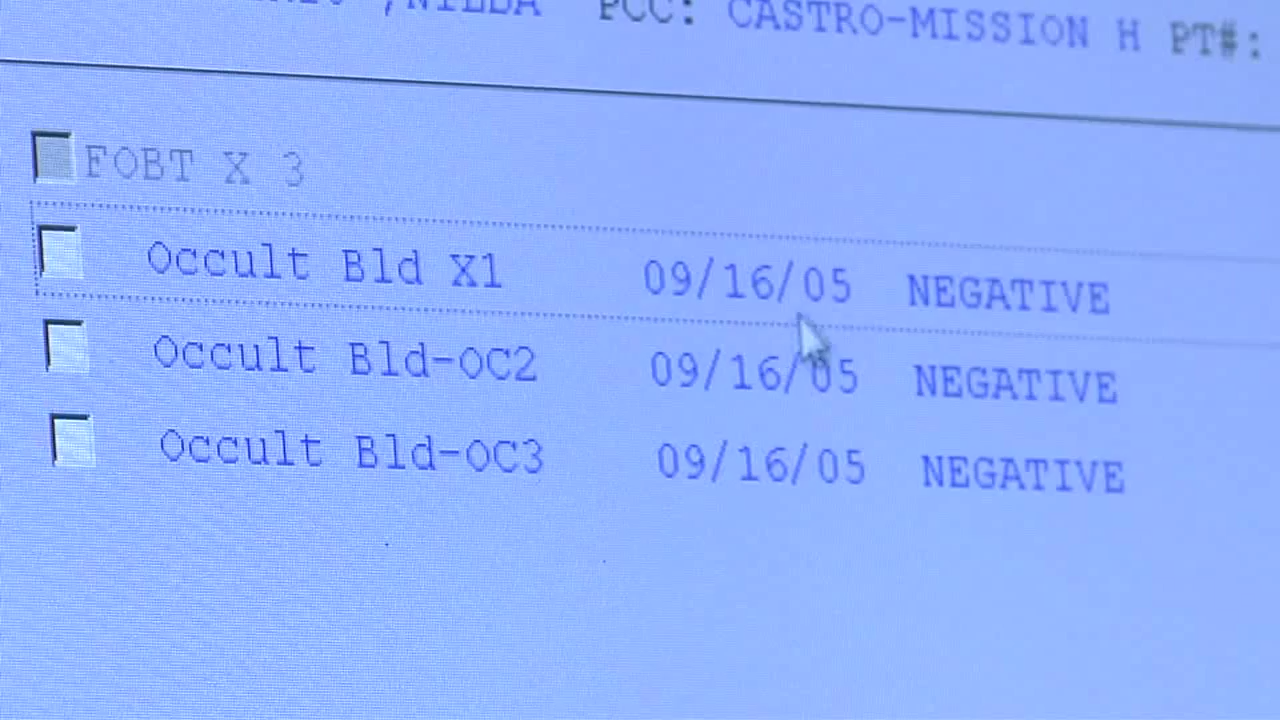 ,NILDA PCC: CASTRO-MISSION H PT#:
FOBT X 3
Occult Bld X1 09/16/05 NEGATIVE
Occult Bld-OC2 09/16/05 NEGATIVE
Occult Bld-OC3 09/16/05 NEGATIVE